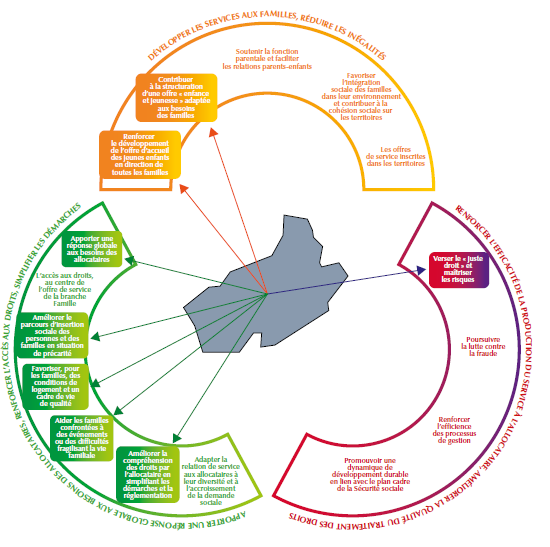 DÉVELOPPER LES SERVICES AUX FAMILLES, RÉDUIRE LES INÉGALITÉS
Soutenir la fonction
parentale et faciliter
les relations parents-enfants
Contribuer
à la structuration
d'une offre « enfance
et jeunesse » adaptée
aux besoins
des familles
Favoriser
l'intégration
sociale des familles
dans leur environnement
et contribuer à la
cohésion sociale sur
les territoires
Renforcer
le développement
de l'offre d'accueil
des jeunes enfants
en direction de
toutes les familles
Les offres
de service inscrites
dans les territoires
APPORTER UNE RÉPONSE GLOBALE AUX BESOINS DES ALLOCATAIRES, RENFORCER L'ACCÈS AUX DROITS, SIMPLIFIER LES DÉMARCHES
Apporter une
réponse globale
aux besoins des
allocataires
L'accès aux droits,
au centre de
l'offre de service
de la branche
Famille
Améliorer le
parcours d'insertion
sociale des
personnes et des
familles en situation
de précarité
Favoriser, pour
les familles, des
conditions de
logement et un
cadre de vie
de qualité
Aider les familles
confrontées à
des événements
ou des difficultés
fragilisant la vie
familiale
Améliorer la
compréhension
des droits par
l'allocataire en
simplifiant les
démarches et la
réglementation
Adapter la
relation de service
aux allocataires à
leur diversité et à
l'accroissement
de la demande
sociale
RENFORCER L'EFFICACITÉ DE LA PRODUCTION DU SERVICE A L'ALLOCATAIRE, AMÉLIORER LA QUALITÉ DU TRAITEMENT DES DROITS
Verser le « juste
droit » et
maîtriser
les risques
Poursuivre
la lutte contre
la fraude
Renforcer
l'efficience
des processus
de gestion
Promouvoir une
dynamique de
développement durable
en lien avec le plan cadre
de la Sécurité sociale